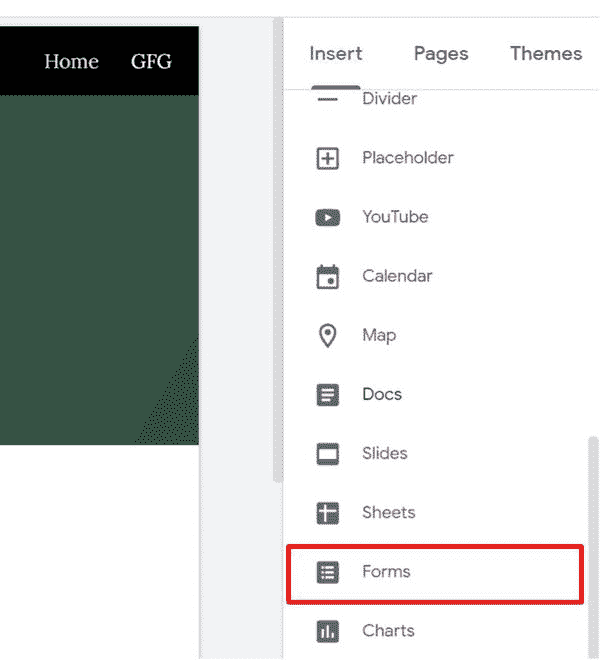 Home GFG
Insert Pages Themes
Divider
Placeholder
YouTube
Calendar
Map
Docs
Slides
Sheets
Forms
Charts